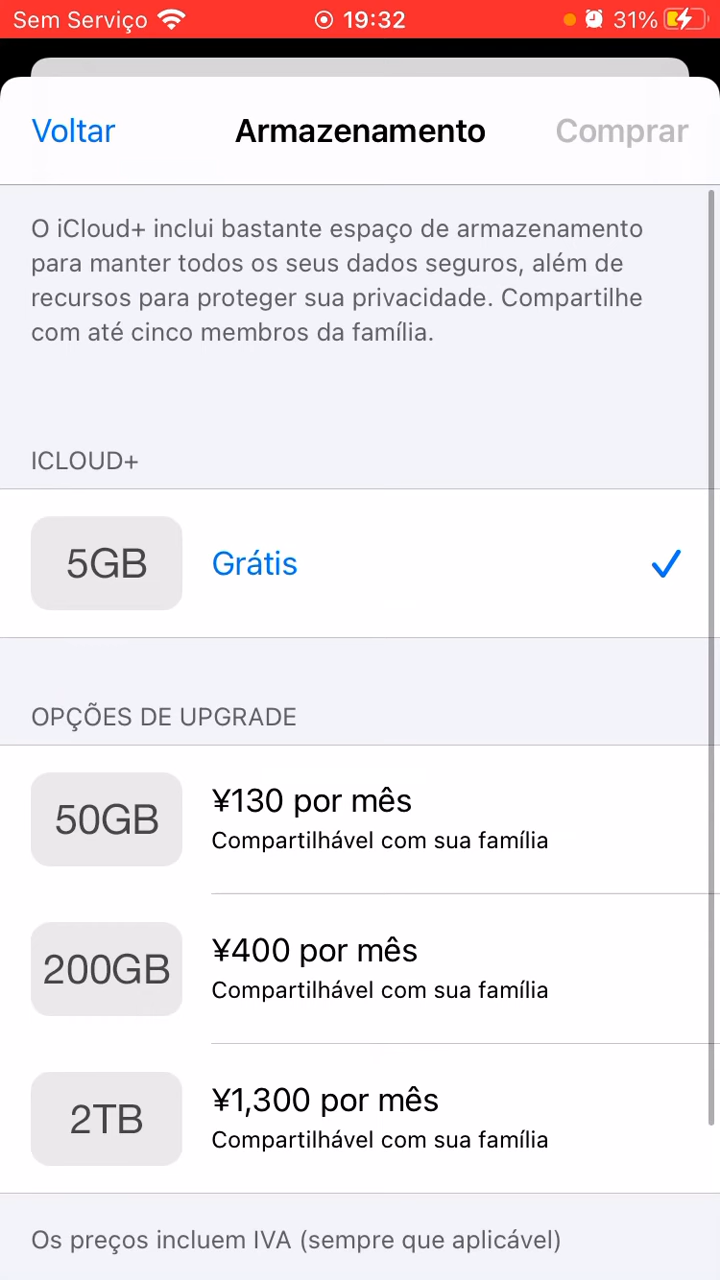 Sem Serviço 19:32 31%
Voltar Armazenamento Comprar
O iCloud+ inclui bastante espaço de armazenamento
para manter todos os seus dados seguros, além de
recursos para proteger sua privacidade. Compartilhe
com até cinco membros da família.
ICLOUD+
5GB Grátis
OPÇÕES DE UPGRADE
50GB ¥130 por mês
Compartilhável com sua família
200GB ¥400 por mês
Compartilhável com sua família
2TB ¥1,300 por mês
Compartilhável com sua família
Os preços incluem IVA (sempre que aplicável)